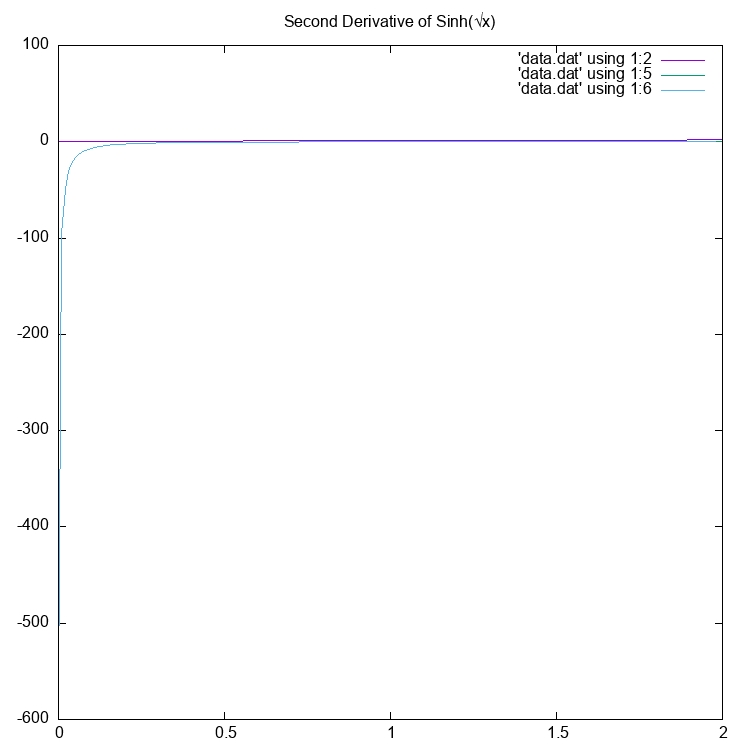 Second Derivative of Sinh(√x)
100
'data.dat' using 1:2
'data.dat' using 1:5
'data.dat' using 1:6
0
-100
-200
-300
-400
-500
-600
0 0.5 1 1.5 2